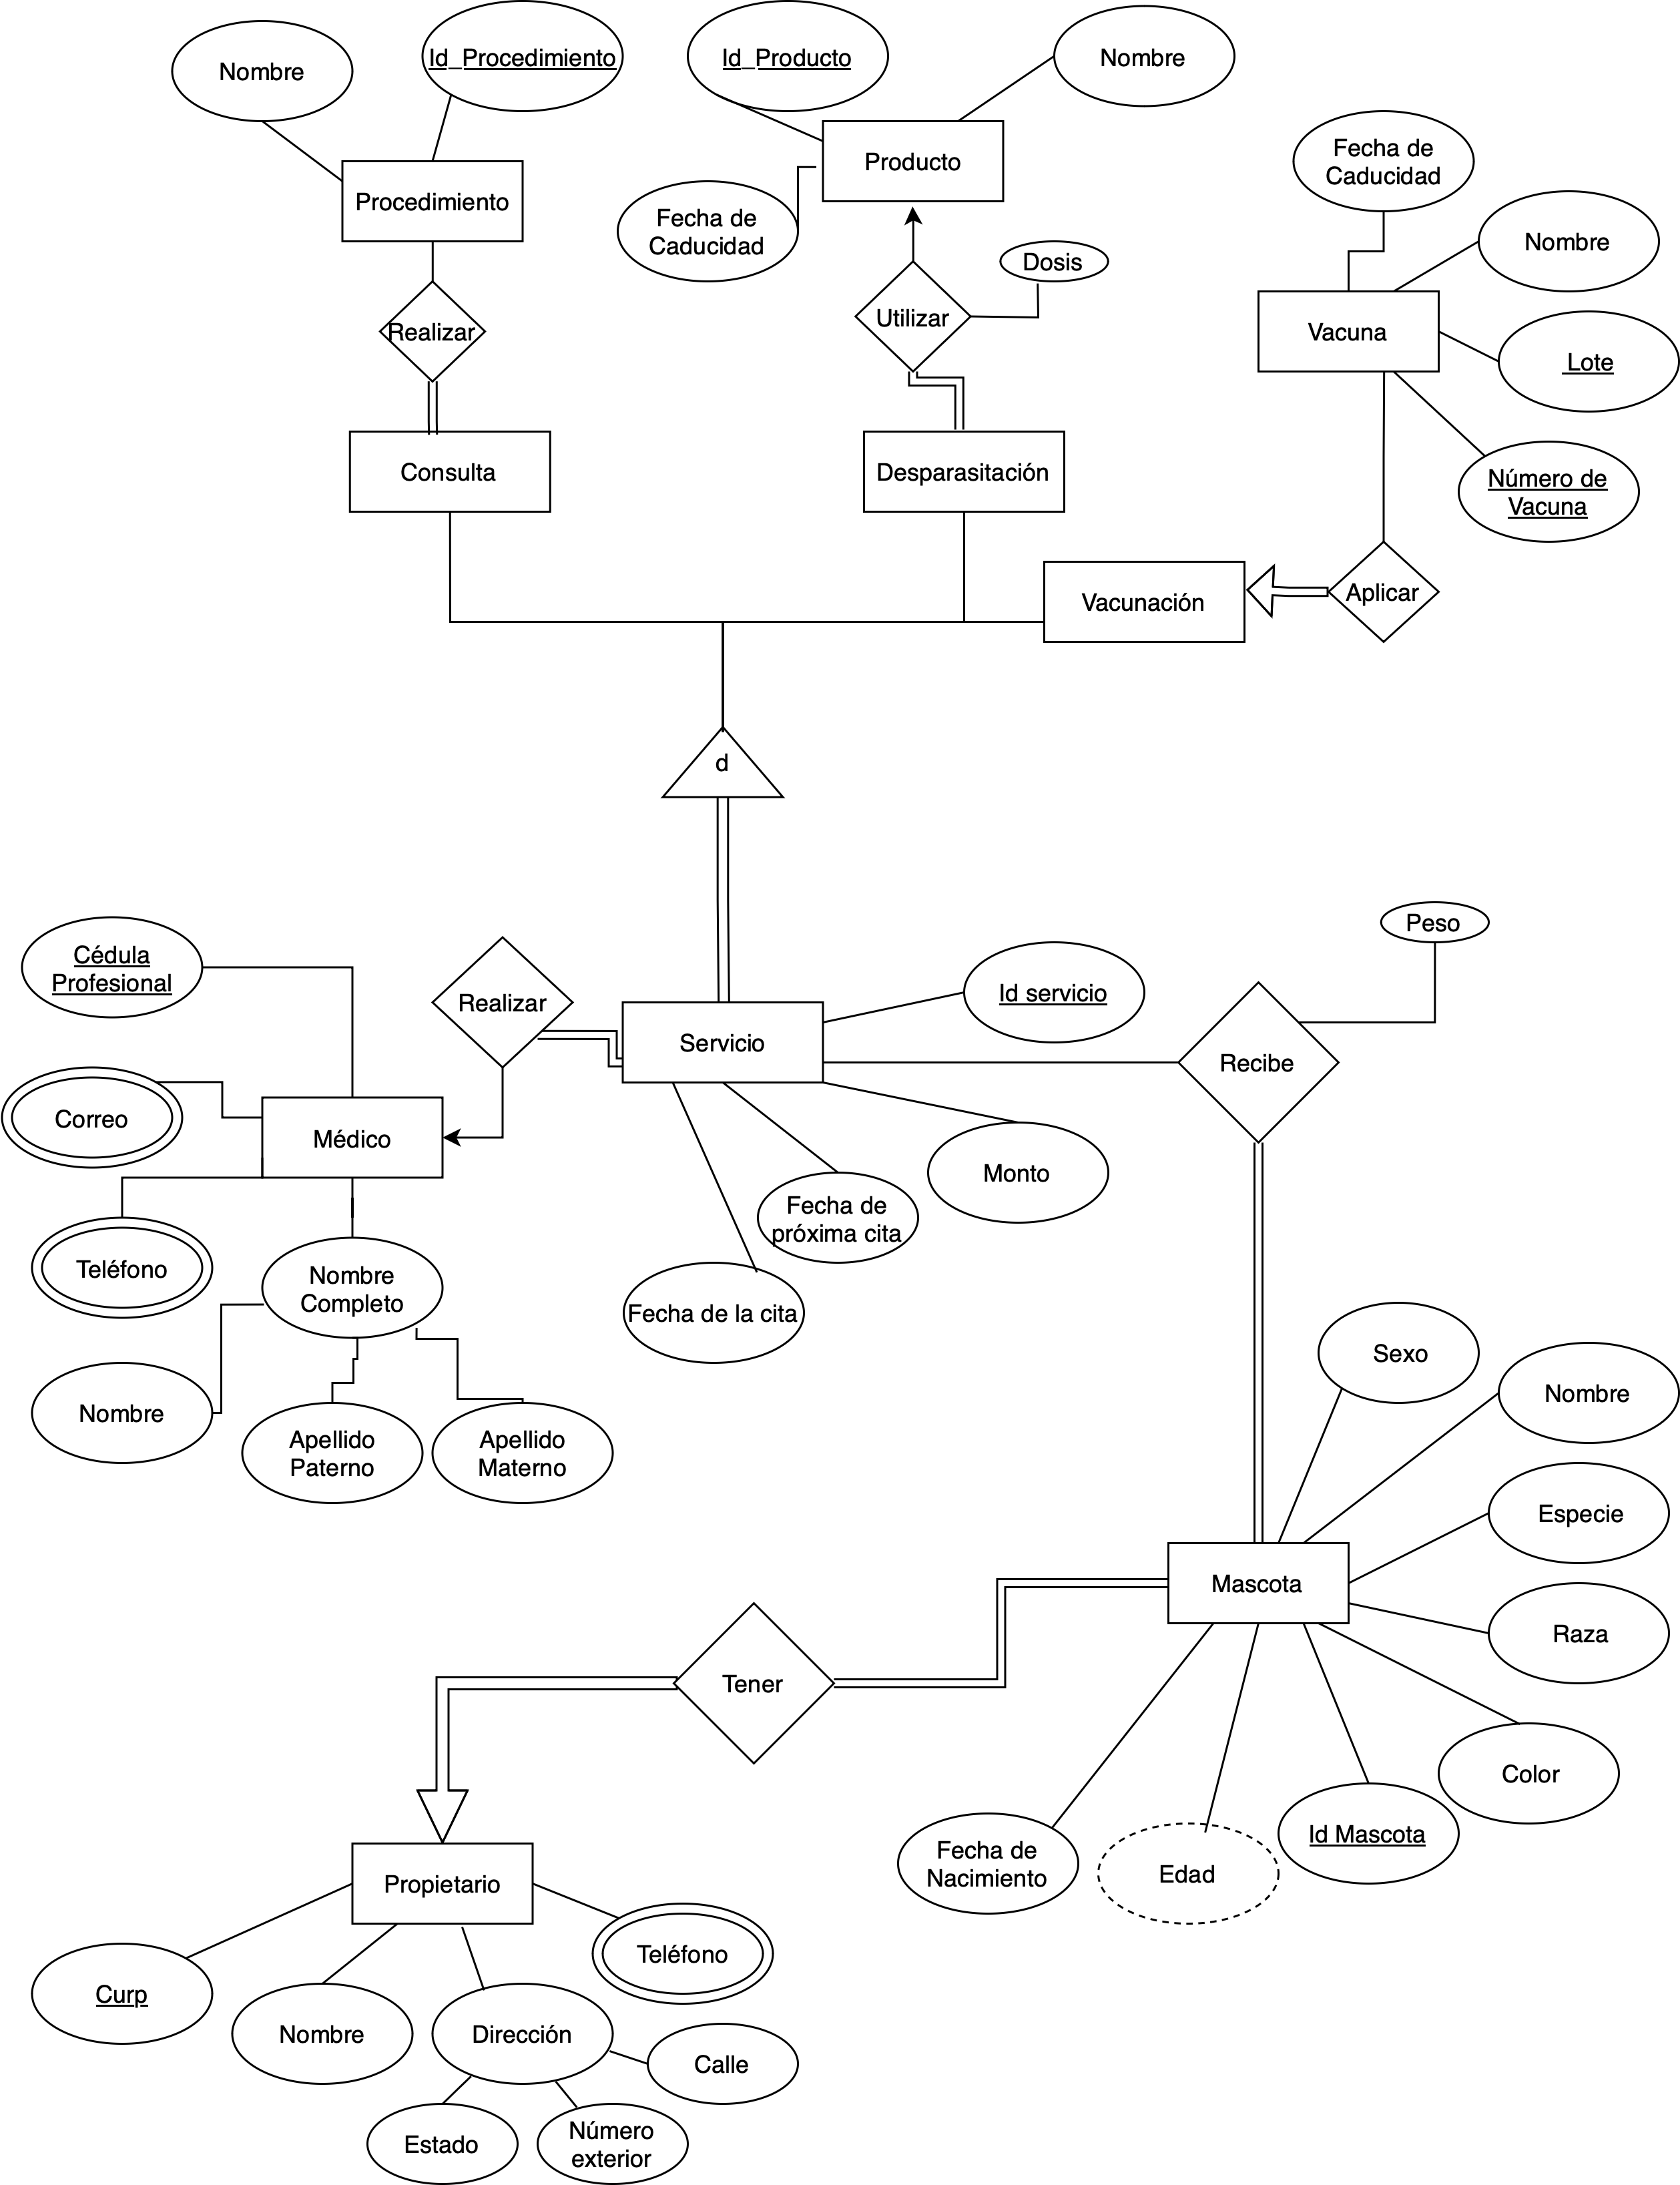 Nombre
Id_Procedimiento
Id_Producto
Nombre
Procedimiento
Producto
Fecha de
Caducidad
Fecha de
Caducidad
Nombre
Realizar
Utilizar
Dosis
Vacuna
Lote
Consulta
Desparasitación
Número de
Vacuna
Vacunación
Aplicar
d
Cédula
Profesional
Realizar
Servicio
Id servicio
Peso
Recibe
Correo
Médico
Monto
Fecha de
próxima cita
Teléfono
Nombre
Completo
Fecha de la cita
Nombre
Apellido
Paterno
Apellido
Materno
Sexo
Nombre
Especie
Mascota
Raza
Tener
Color
Fecha de
Nacimiento
Edad
Id Mascota
Propietario
Teléfono
Curp
Nombre
Dirección
Calle
Estado
Número
exterior